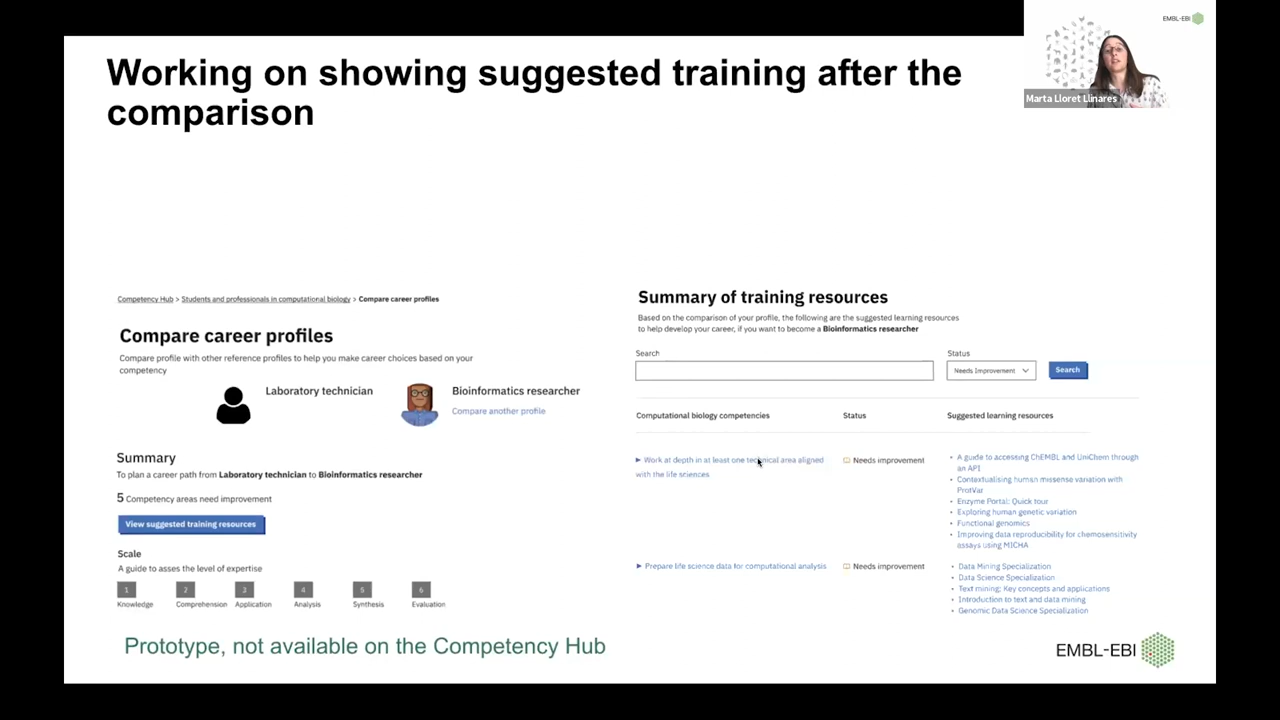 EMBL-EBI
Marta Lloret Llinares
Working on showing suggested training after the
comparison
Competency Hub > Students and professionals in computational biology > Compare career profiles
Compare career profiles
Compare profile with other reference profiles to help you make career choices based on your
competency
Laboratory technician
Bioinformatics researcher
Compare another profile
Summary
To plan a career path from Laboratory technician to Bioinformatics researcher
5 Competency areas need improvement
View suggested training resources
Scale
A guide to asses the level of expertise
1 2 3 4 5 6
Knowledge Comprehension Application Analysis Synthesis Evaluation
Summary of training resources
Based on the comparison of your profile, the following are the suggested learning resources
to help develop your career, if you want to become a Bioinformatics researcher
Search Status
Needs Improvement Search
Computational biology competencies Status Suggested learning resources
▶ Work at depth in at least one technical area aligned
with the life sciences
Needs improvement
• A guide to accessing ChEMBL and UniChem through
an API
• Contextualising human missense variation with
ProtVar
• Enzyme Portal: Quick tour
• Exploring human genetic variation
• Functional genomics
• Improving data reproducibility for chemosensitivity
assays using MICHA
▶ Prepare life science data for computational analysis
Needs improvement
• Data Mining Specialization
• Data Science Specialization
• Text mining: Key concepts and applications
• Introduction to text and data mining
• Genomic Data Science Specialization
Prototype, not available on the Competency Hub
EMBL-EBI